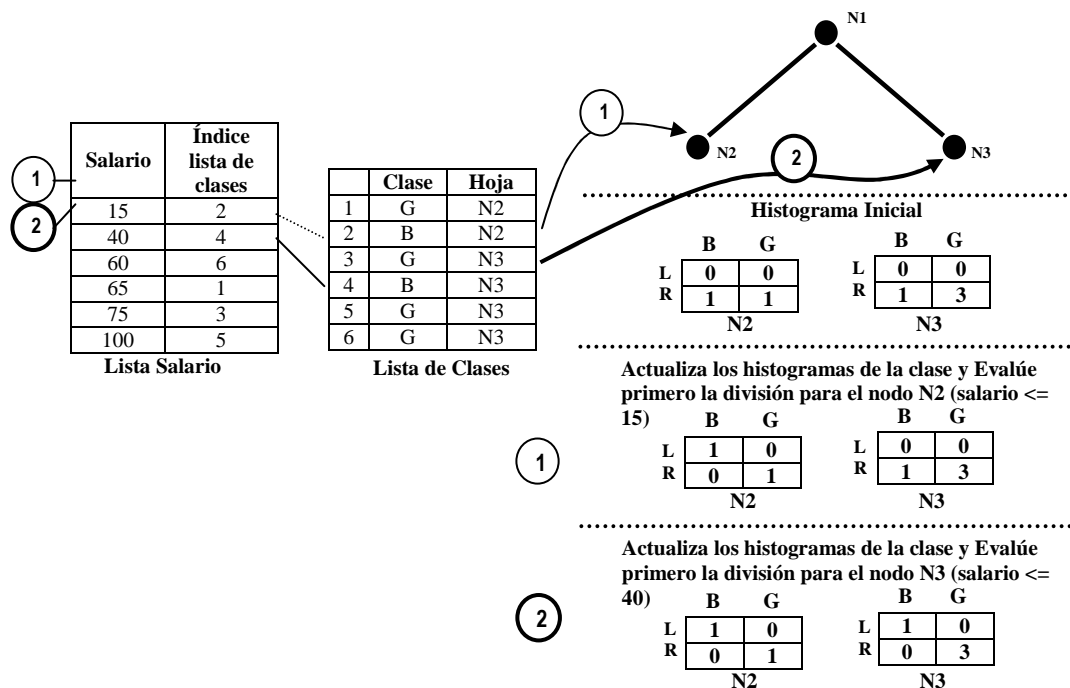 N1
N2
N3
1
2
1
2
Salario Índice lista de clases
15 2
40 4
60 6
65 1
75 3
100 5
Lista Salario
Clase Hoja
1 G N2
2 B N2
3 G N3
4 B N3
5 G N3
6 G N3
Lista de Clases
Histograma Inicial
B G
L 0 0
R 1 1
N2
B G
L 0 0
R 1 3
N3
Actualiza los histogramas de la clase y Evalúe
primero la división para el nodo N2 (salario <=
15)
1
B G
L 1 0
R 0 1
N2
B G
L 0 0
R 1 3
N3
Actualiza los histogramas de la clase y Evalúe
primero la división para el nodo N3 (salario <=
40)
2
B G
L 1 0
R 0 1
N2
B G
L 1 0
R 0 3
N3